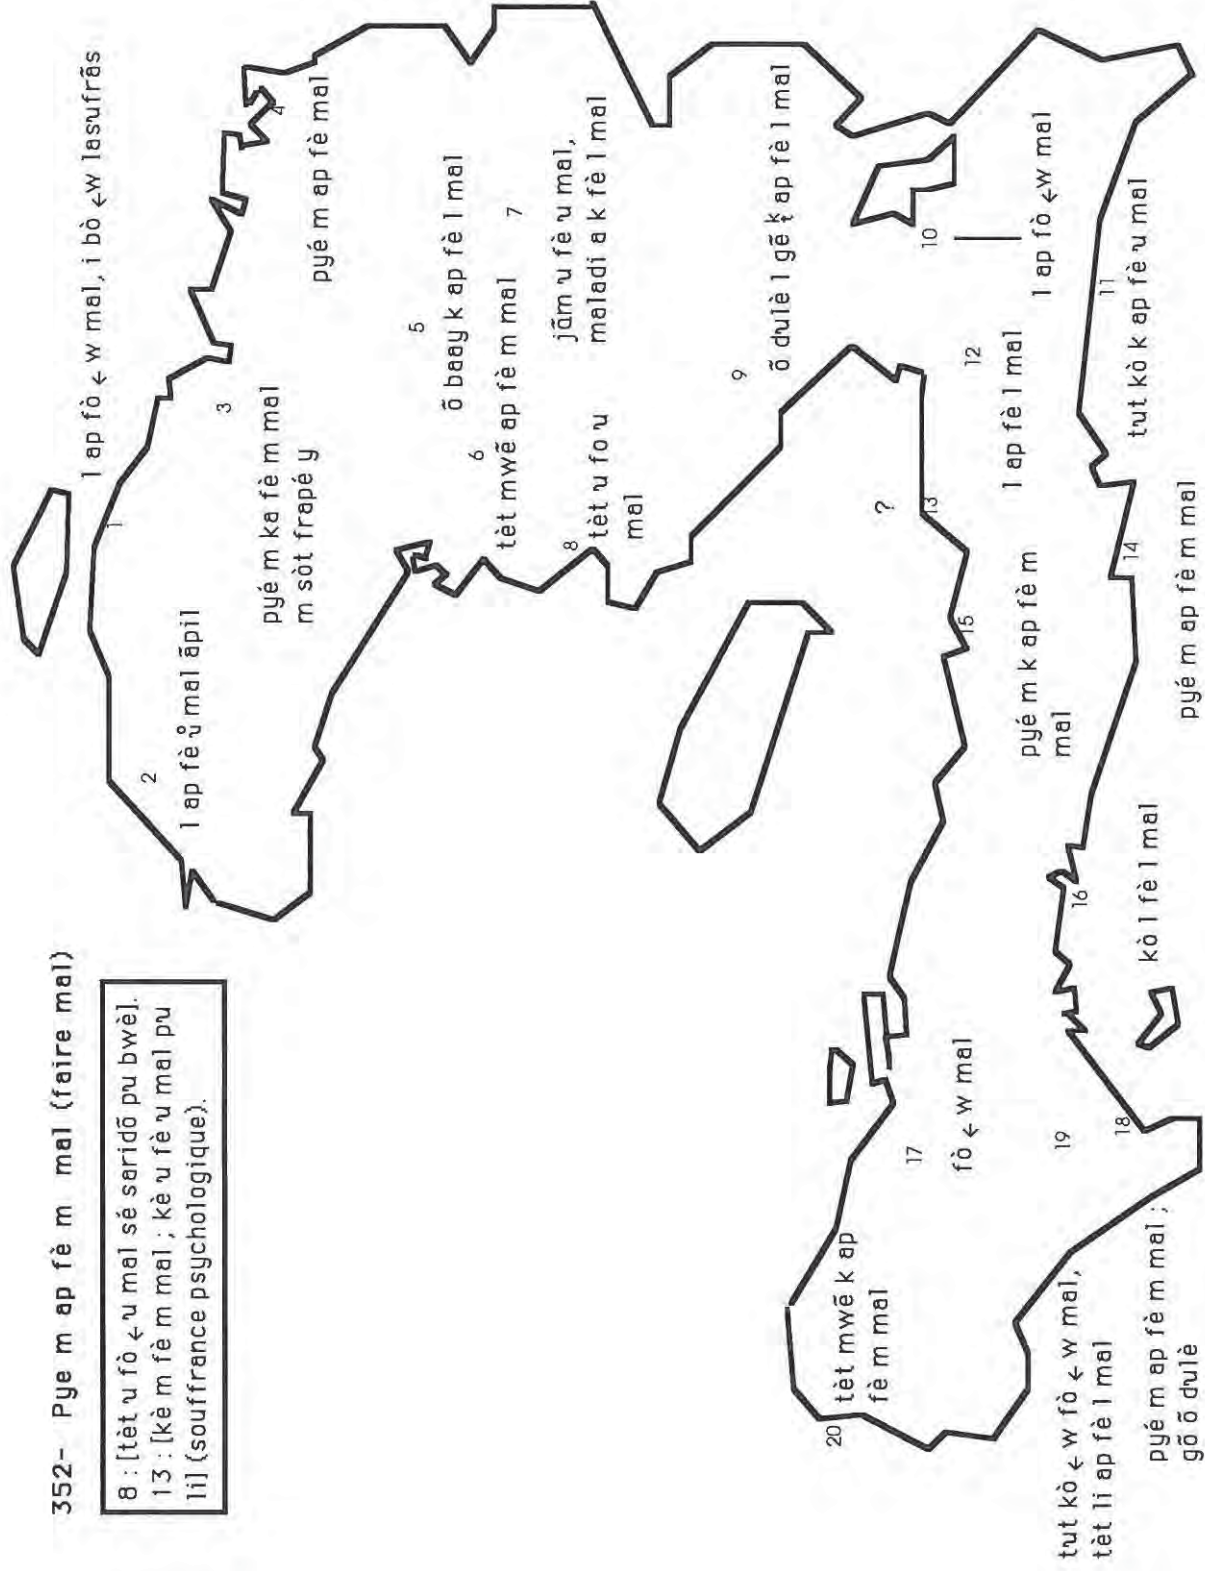 352- Pye m ap fè m mal (faire mal)
8 : [tèt u fò ↩ u mal sé saridõ pu bwè].
13 : [kè m fè m mal ; kè u fè u mal pu
li] (souffrance psychologique).
1
l ap fò ↩ w mal, i bò ↩ w lasufrãs
2
l ap fè ů mal ãpil
3
pyé m ka fè m mal
m sòt frapé y
4
pyé m ap fè mal
5
õ baay k ap fè l mal
6
tèt mwẽ ap fè m mal
7
jãm u fè u mal,
maladi a k fè l mal
8
tèt u fo u
mal
9
õ dulè l gẽ k/t ap fè l mal
10
l ap fò ↩ w mal
11
tut kò k ap fè u mal
12
l ap fè l mal
13
?
14
pyé m ap fè m mal
15
pyé m k ap fè m
mal
16
kò l fè l mal
17
fò ↩ w mal
18
pyé m ap fè m mal ;
gõ õ dulè
19
tut kò ↩ w fò ↩ w mal,
tèt li ap fè l mal
20
tèt mwẽ k ap
fè m mal